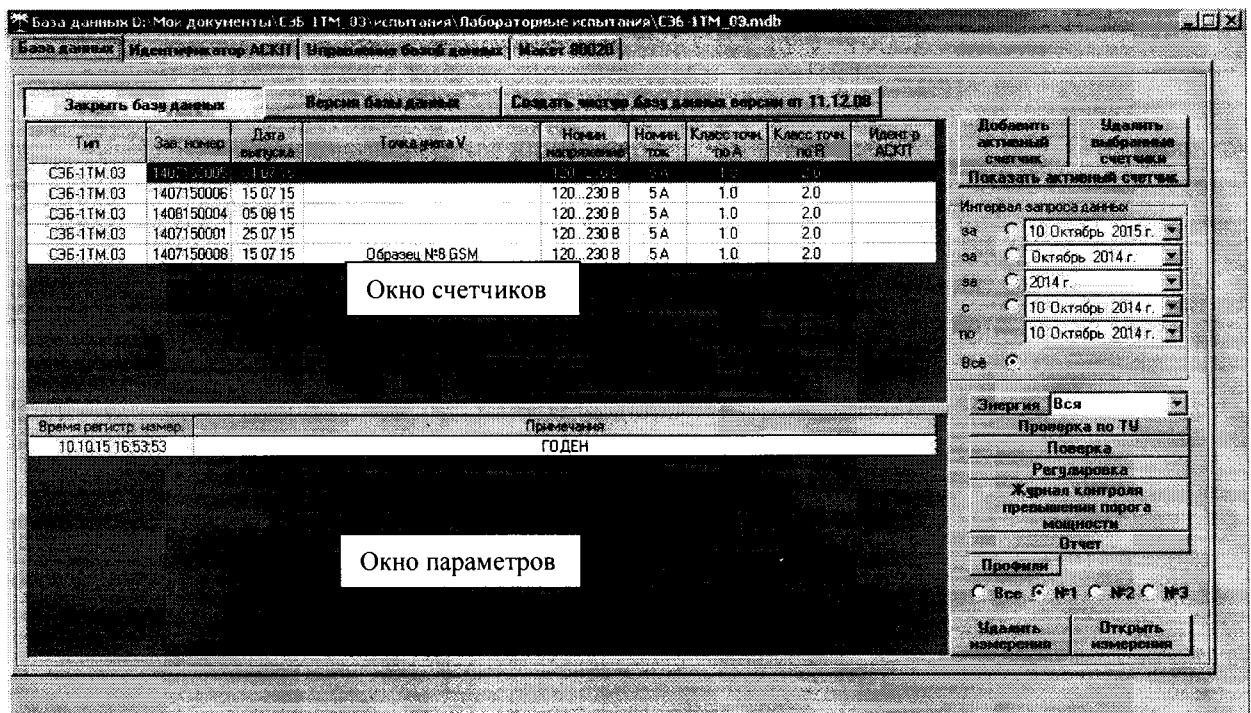 База данных D:\Мои документы\СЭБ-1ТМ_03\испытания\Лабораторные испытания\СЭБ-1ТМ_03.mdb
База данных Идентификатор АСКП Управление базой данных Макет 80020
Закрыть базу данных Версия базы данных Создать чистую базу данных версии от 11.12.08
Тип Зав. номер Дата выпуска Точка учета V Номин. напряжение Номин. ток Класс точн. по A Класс точн. по R Идент-р АСКП
СЭБ-1ТМ.03 5 А 1.0 2.0
СЭБ-1ТМ.03 1407150006 15 07 15 120...230 В 5 А 1.0 2.0
СЭБ-1ТМ.03 1408150004 05 08 15 120...230 В 5 А 1.0 2.0
СЭБ-1ТМ.03 1407150001 25 07 15 120...230 В 5 А 1.0 2.0
СЭБ-1ТМ.03 1407150008 15 07 15 Образец №8 GSM 120...230 В 5 А 1.0 2.0
Окно счетчиков
Время регистр. измер. Примечания
10.10.15 16:53:53 ГОДЕН
Окно параметров
Добавить активный счетчик
Удалить выбранные счетчики
Показать активный счетчик
Интервал запроса данных
за 10 Октябрь 2015 г.
за Октябрь 2014 г.
за 2014 г.
с 10 Октябрь 2014 г.
по 10 Октябрь 2014 г.
Всё
Энергия Вся
Проверка по ТУ
Поверка
Регулировка
Журнал контроля
превышения порога
мощности
Отчет
Профили
Все №1 №2 №3
Удалить измерения
Открыть измерения